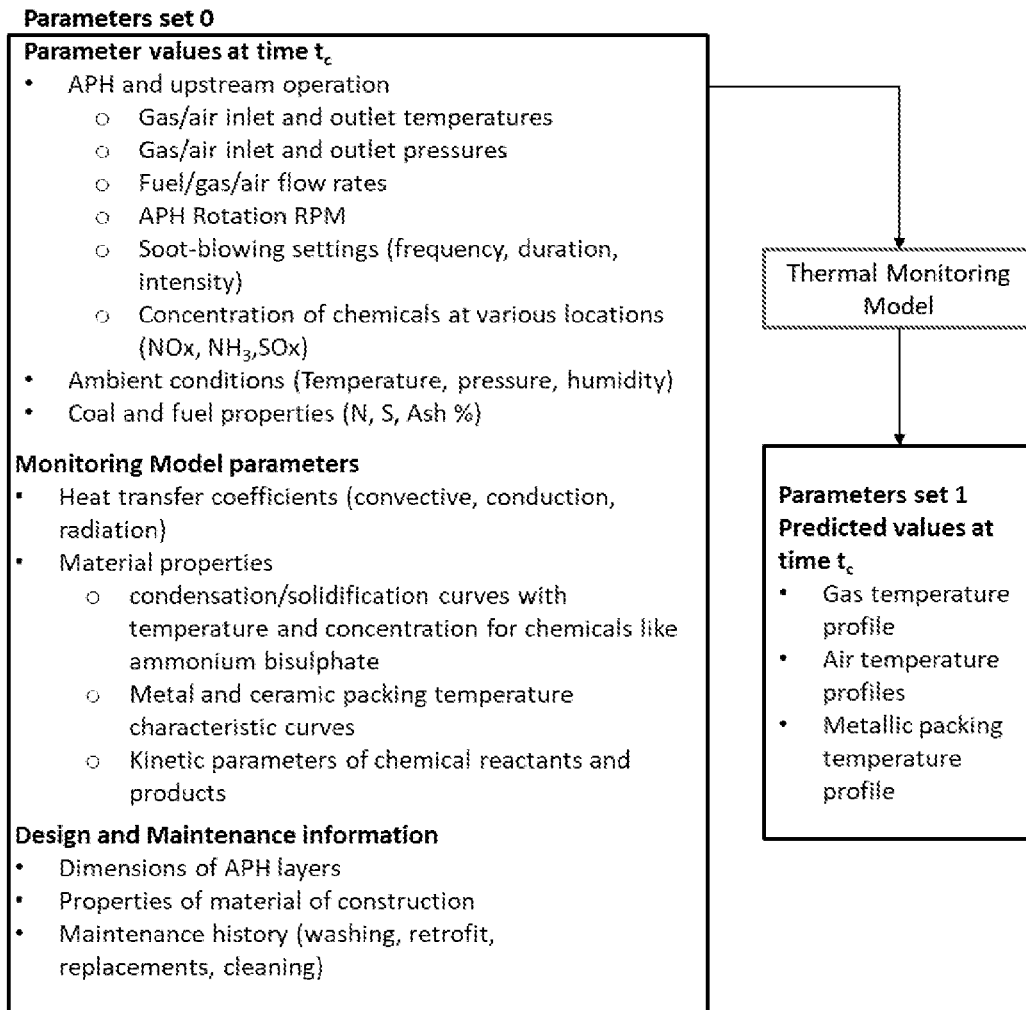 Parameters set 0
Parameter values at time tc
• APH and upstream operation
○ Gas/air inlet and outlet temperatures
○ Gas/air inlet and outlet pressures
○ Fuel/gas/air flow rates
○ APH Rotation RPM
○ Soot-blowing settings (frequency, duration,
intensity)
○ Concentration of chemicals at various locations
(NOx, NH3,SOx)
• Ambient conditions (Temperature, pressure, humidity)
• Coal and fuel properties (N, S, Ash %)
Monitoring Model parameters
• Heat transfer coefficients (convective, conduction,
radiation)
• Material properties
○ condensation/solidification curves with
temperature and concentration for chemicals like
ammonium bisulphate
○ Metal and ceramic packing temperature
characteristic curves
○ Kinetic parameters of chemical reactants and
products
Design and Maintenance information
• Dimensions of APH layers
• Properties of material of construction
• Maintenance history (washing, retrofit,
replacements, cleaning)
Thermal Monitoring
Model
Parameters set 1
Predicted values at
time tc
• Gas temperature
profile
• Air temperature
profiles
• Metallic packing
temperature
profile